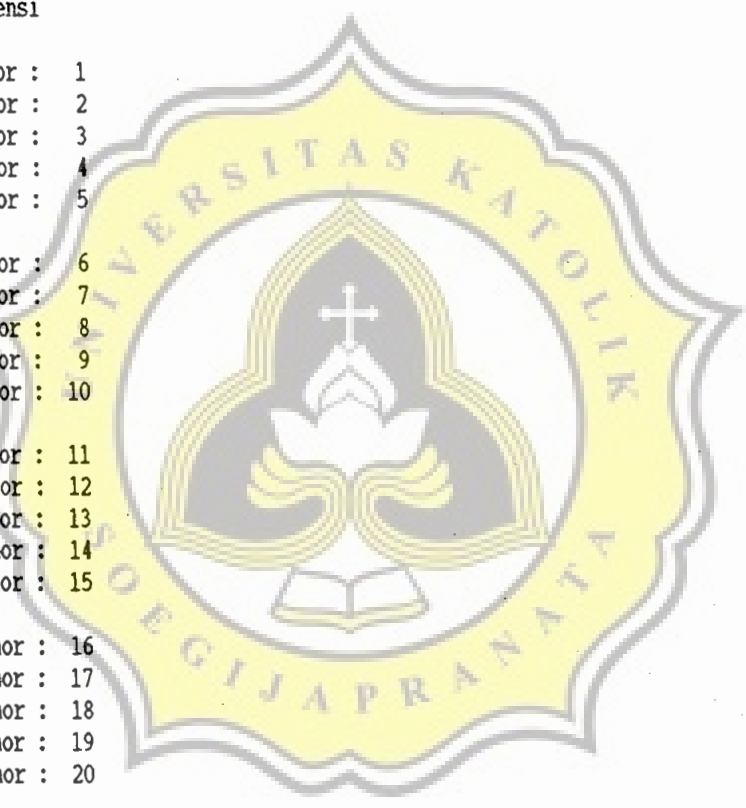 ensi
or : 1
or : 2
or : 3
or : 4
or : 5
or : 6
or : 7
or : 8
or : 9
or : 10
or : 11
or : 12
or : 13
or : 14
or : 15
nor : 16
nor : 17
nor : 18
nor : 19
nor : 20
UNIVERSITAS KATOLIK
SOEGIJAPRANATA